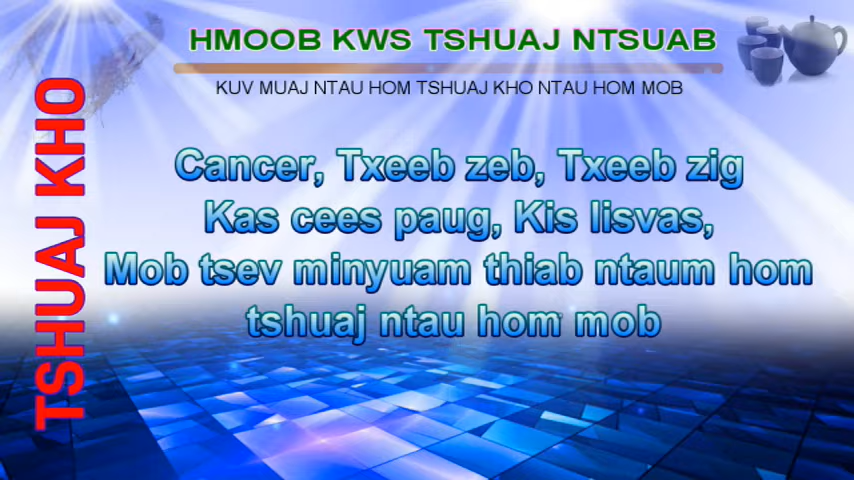 HMOOB KWS TSHUAJ NTSUAB
KUV MUAJ NTAU HOM TSHUAJ KHO NTAU HOM MOB
TSHUAJ KHO
Cancer, Txeeb zeb, Txeeb zig
Kas cees paug, Kis lisvas,
Mob tsev minyuam thiab ntaum hom
tshuaj ntau hom mob